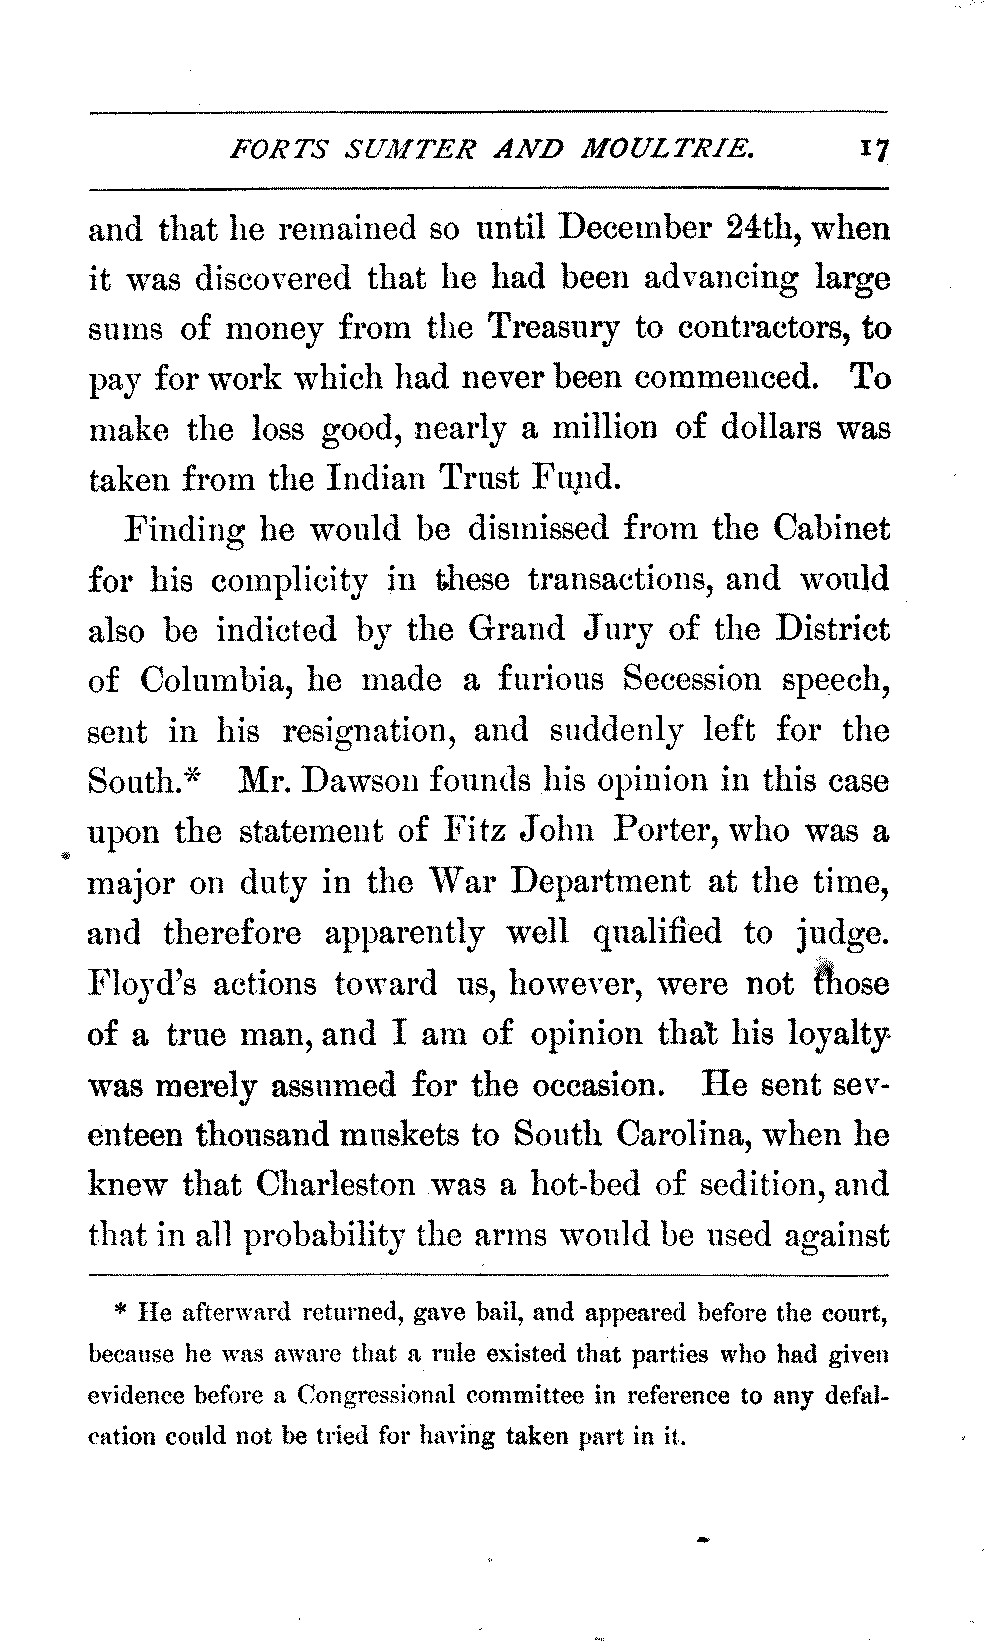 FORTS SUMTER AND MOULTRIE. 17
and that he remained so until December 24th, when
it was discovered that he had been advancing large
sums of money from the Treasury to contractors, to
pay for work which had never been commenced. To
make the loss good, nearly a million of dollars was
taken from the Indian Trust Fund.
Finding he would be dismissed from the Cabinet
for his complicity in these transactions, and would
also be indicted by the Grand Jury of the District
of Columbia, he made a furious Secession speech,
sent in his resignation, and suddenly left for the
South.* Mr. Dawson founds his opinion in this case
upon the statement of Fitz John Porter, who was a
major on duty in the War Department at the time,
and therefore apparently well qualified to judge.
Floyd's actions toward us, however, were not those
of a true man, and I am of opinion that his loyalty
was merely assumed for the occasion. He sent sev-
enteen thousand muskets to South Carolina, when he
knew that Charleston was a hot-bed of sedition, and
that in all probability the arms would be used against
* He afterward returned, gave bail, and appeared before the court,
because he was aware that a rule existed that parties who had given
evidence before a Congressional committee in reference to any defal-
cation could not be tried for having taken part in it.